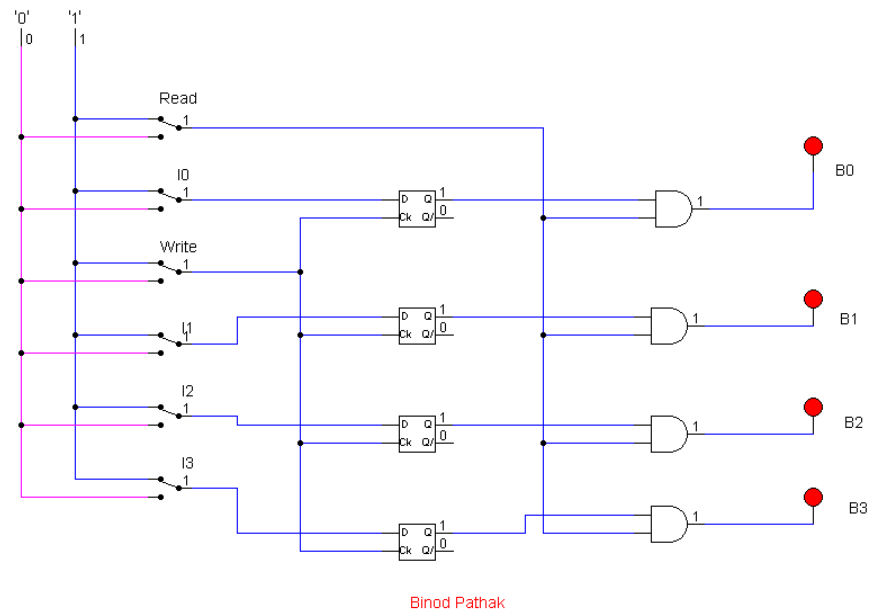 '0' '1'
0 1
Read
1
I0
1
D Q 1
Ck Q/ 0
1
B0
Write
1
I1
1
D Q 1
Ck Q/ 0
1
B1
I2
1
D Q 1
Ck Q/ 0
1
B2
I3
1
D Q 1
Ck Q/ 0
1
B3
Binod Pathak